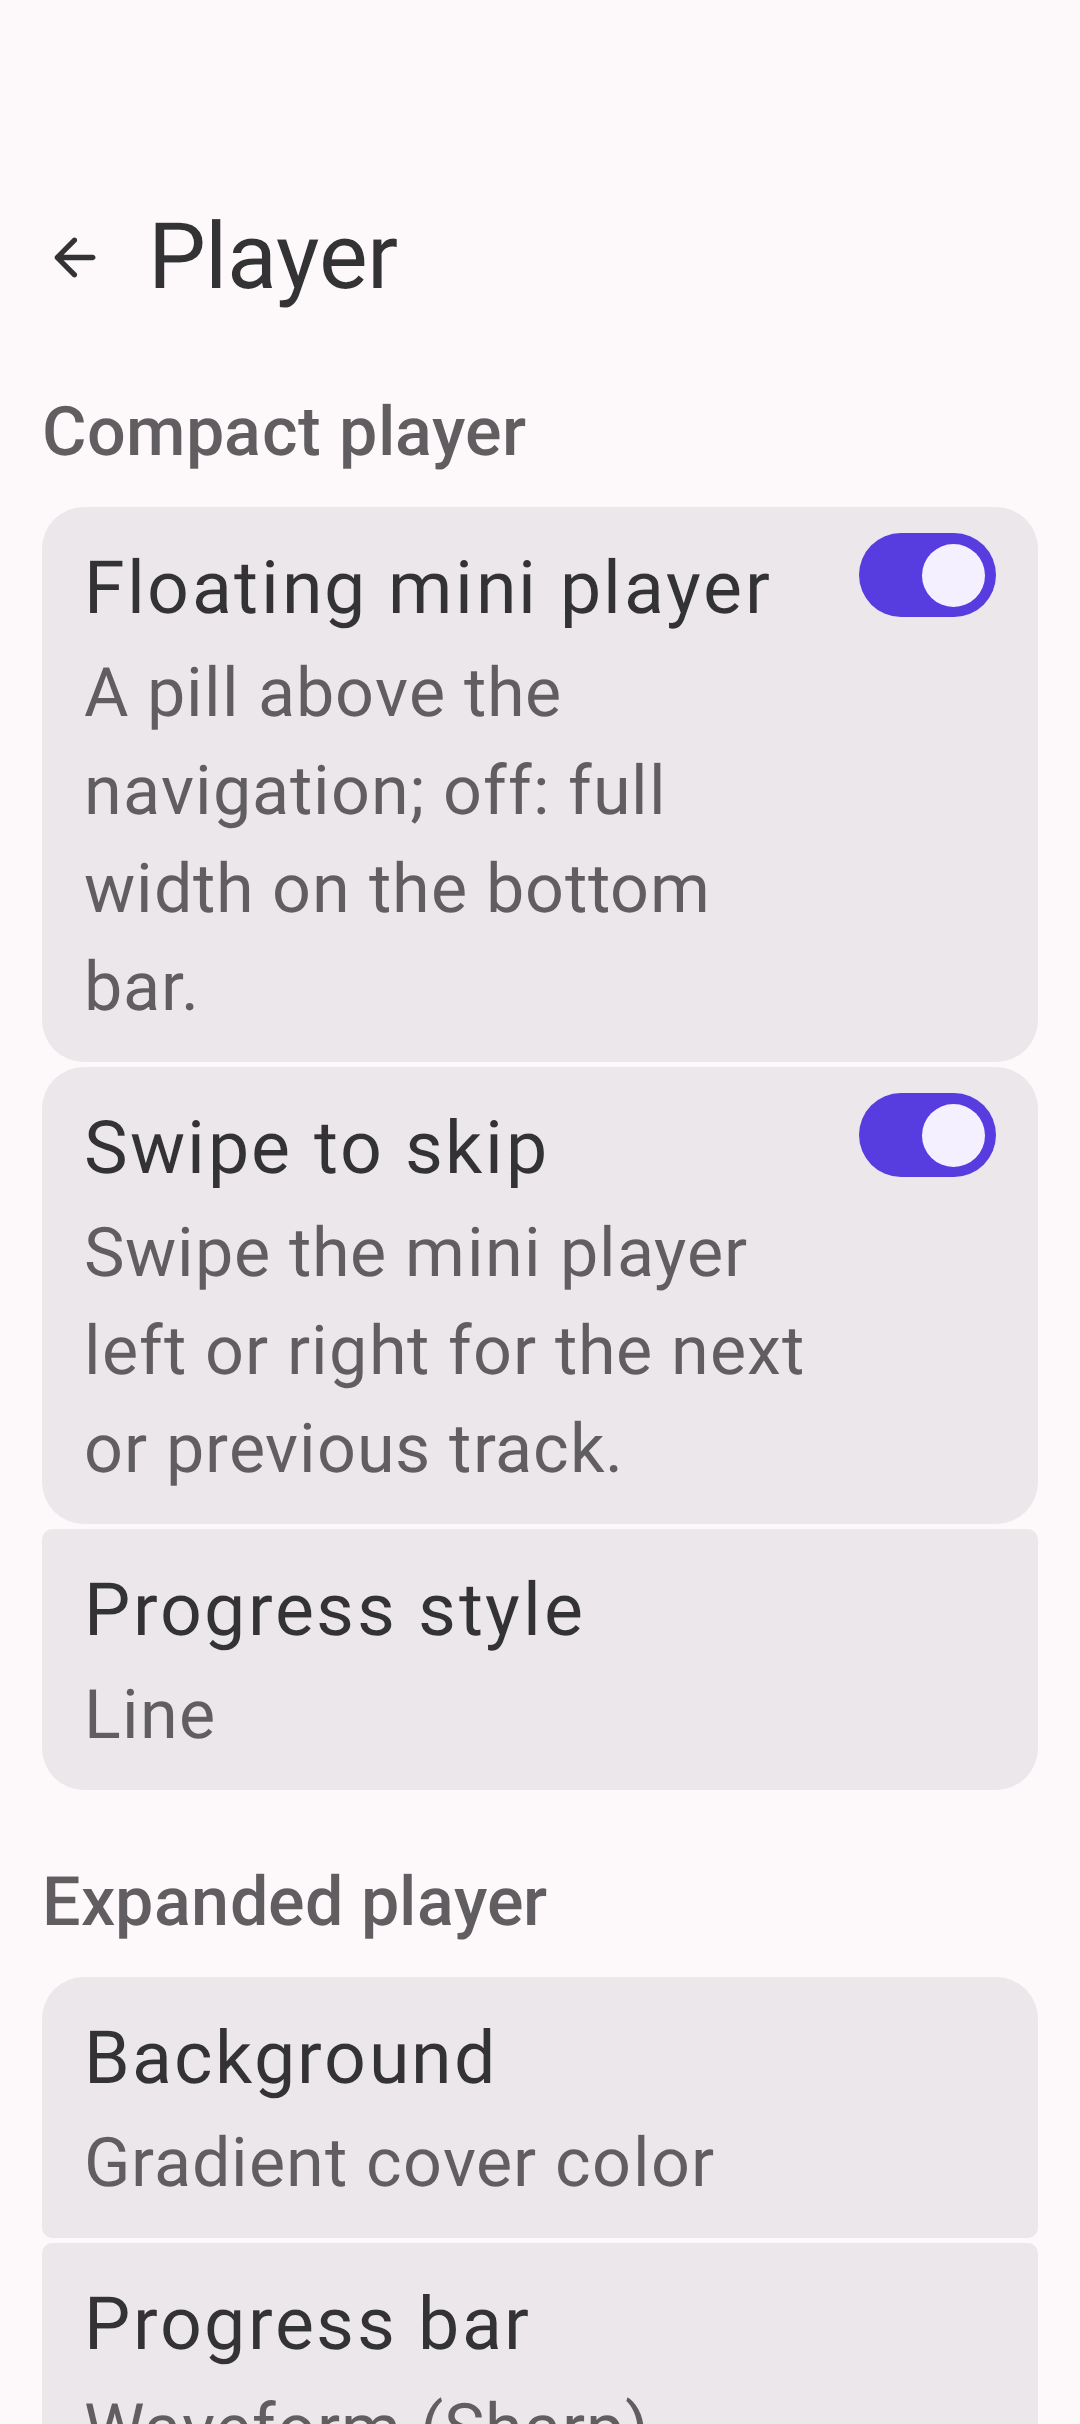 Player
Compact player
Floating mini player
A pill above the
navigation; off: full
width on the bottom
bar.
Swipe to skip
Swipe the mini player
left or right for the next
or previous track.
Progress style
Line
Expanded player
Background
Gradient cover color
Progress bar
Waveform (Sharp)